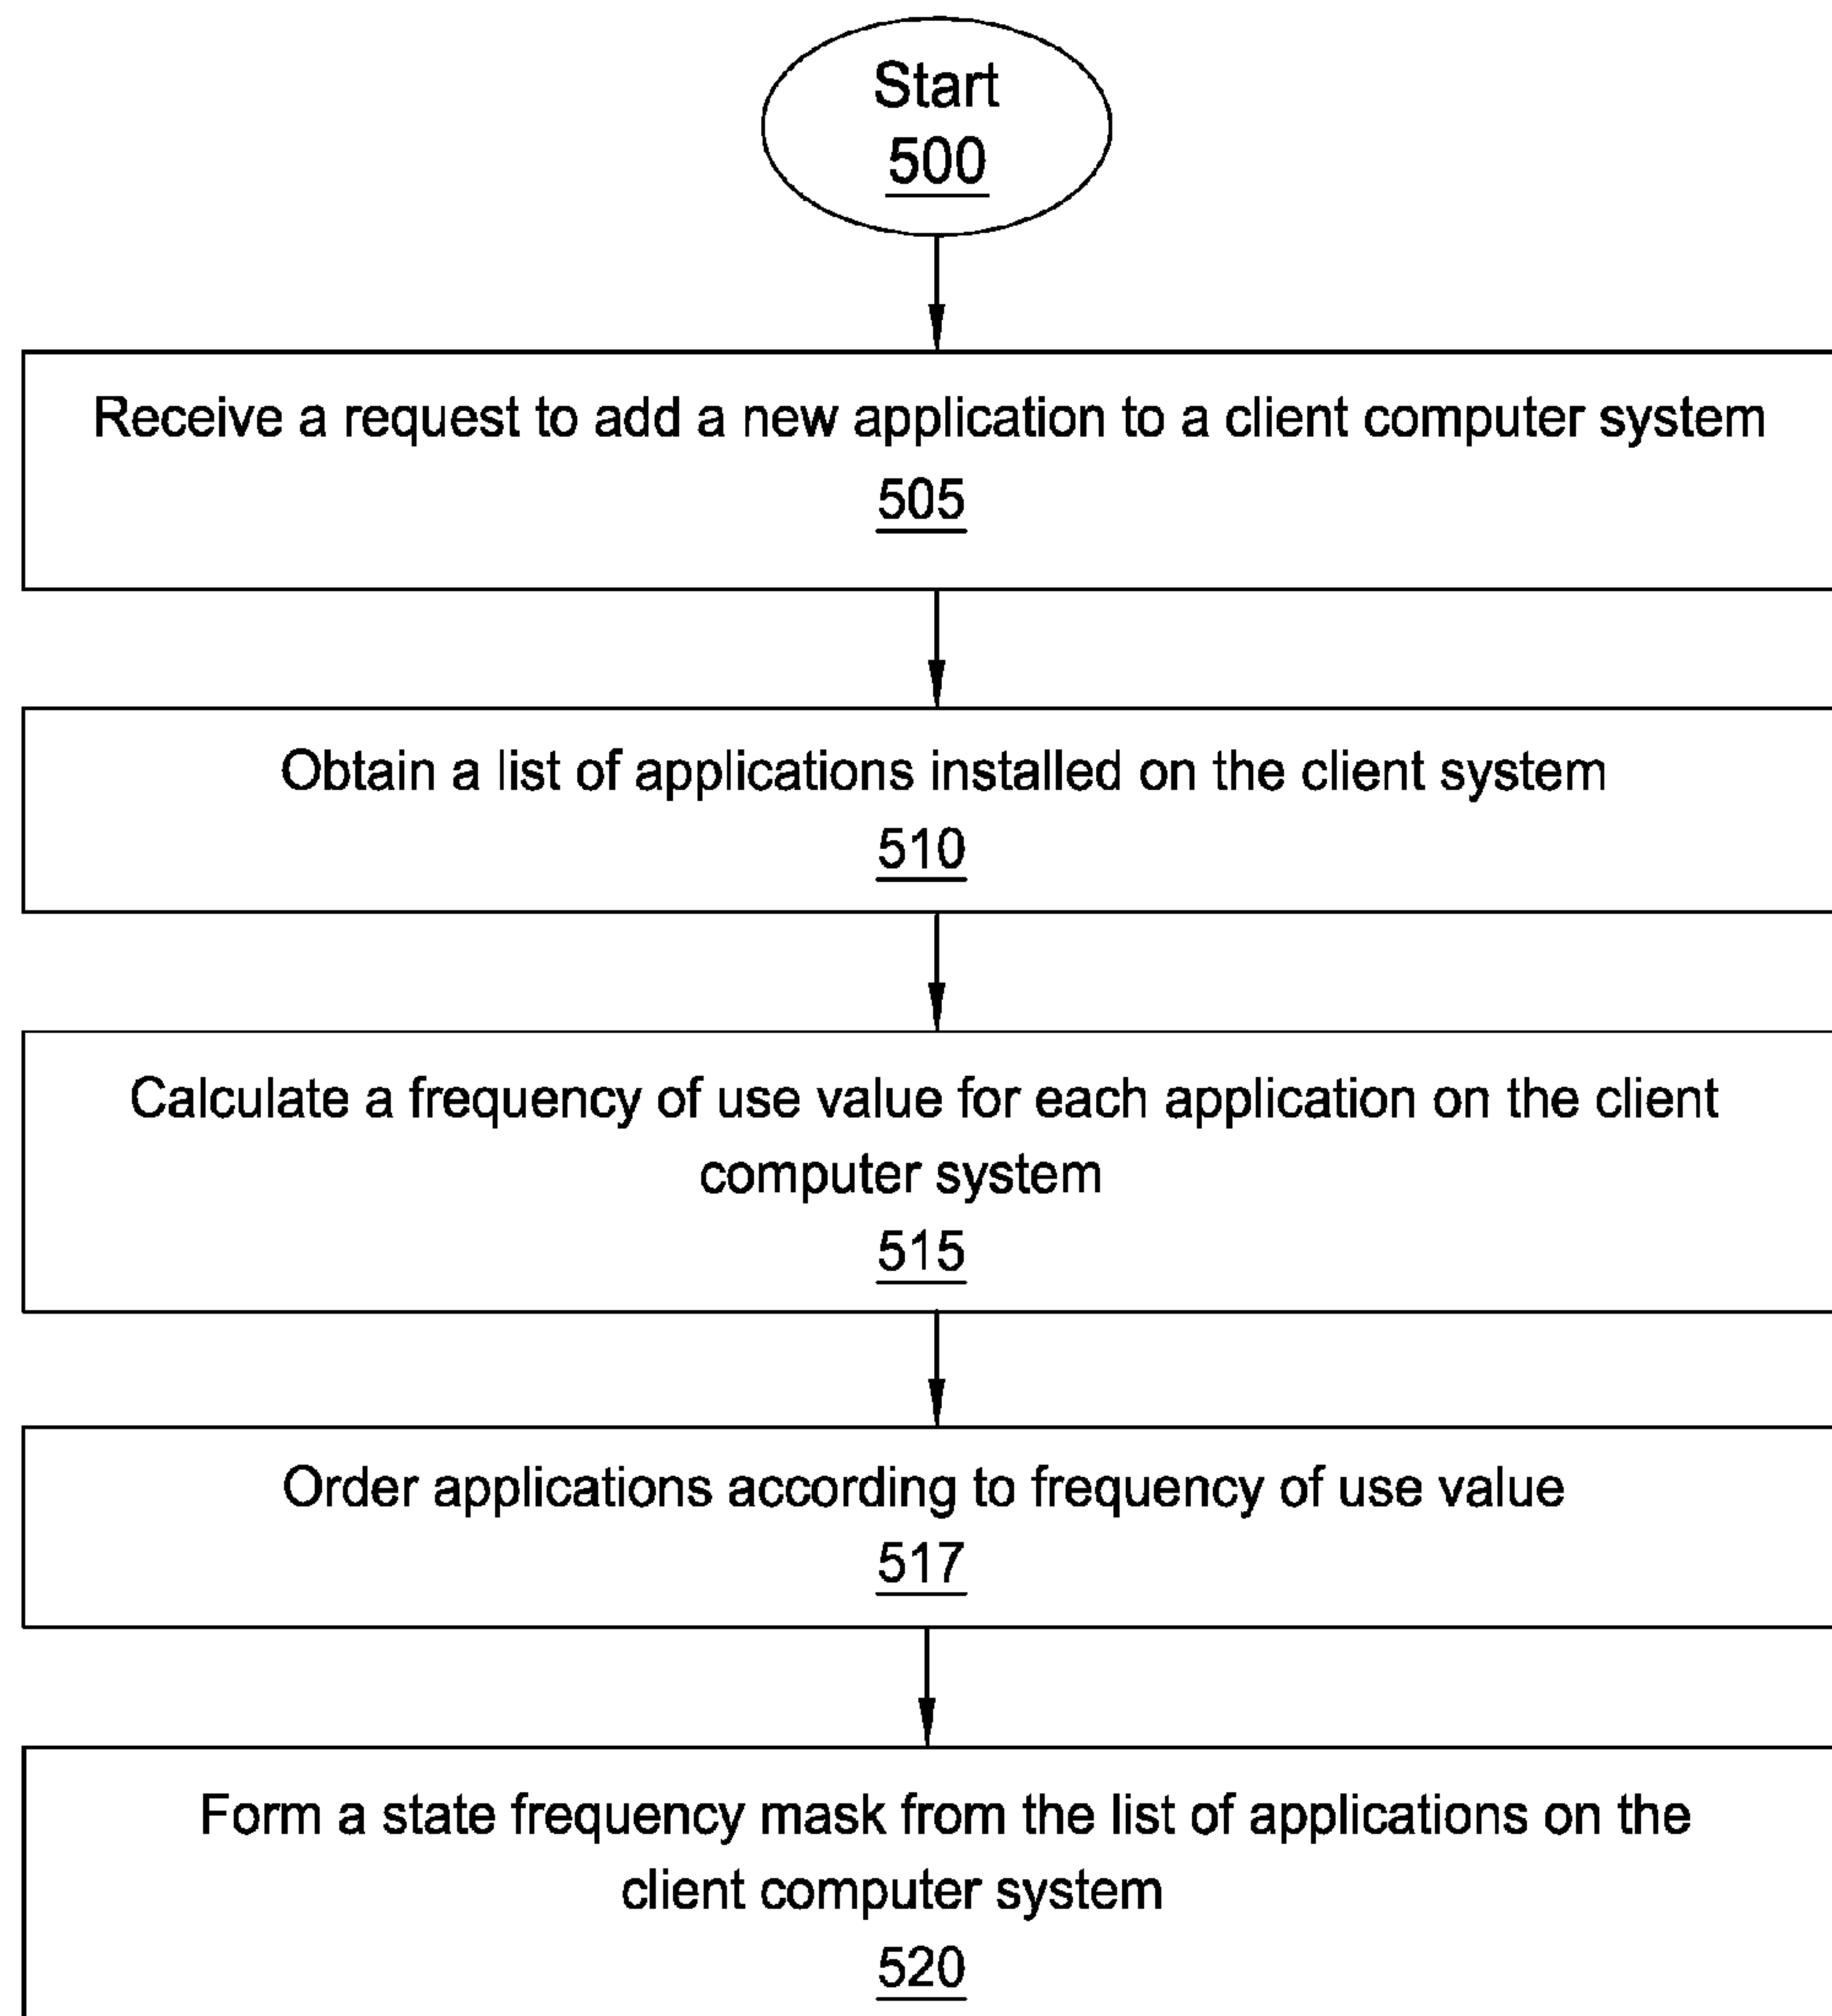 Start
500
Receive a request to add a new application to a client computer system
505
Obtain a list of applications installed on the client system
510
Calculate a frequency of use value for each application on the client
computer system
515
Order applications according to frequency of use value
517
Form a state frequency mask from the list of applications on the
client computer system
520